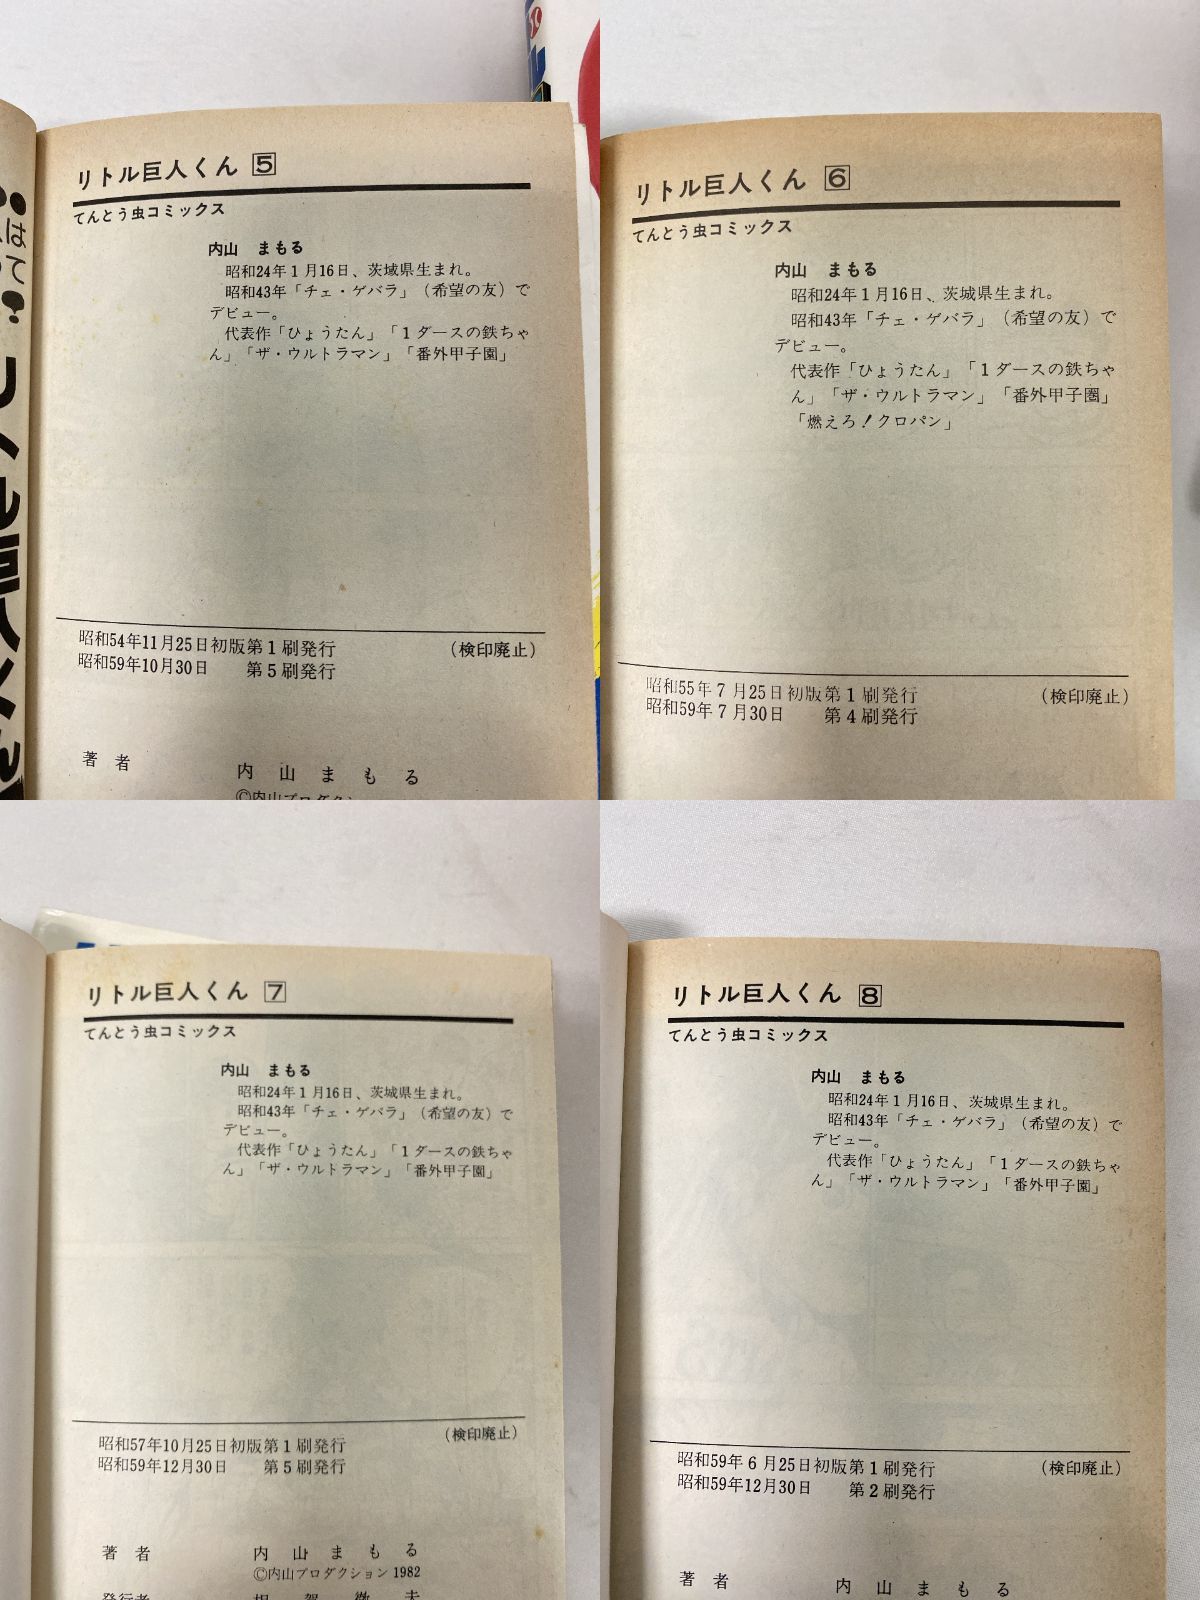 リトル巨人くん 5
てんとう虫コミックス
内山 まもる
昭和24年1月16日、茨城県生まれ。
昭和43年「チェ・ゲバラ」（希望の友）で
デビュー。
代表作「ひょうたん」「1ダースの鉄ちゃ
ん」「ザ・ウルトラマン」「番外甲子園」
昭和54年11月25日初版第1刷発行 （検印廃止）
昭和59年10月30日 第5刷発行
著者 内山まもる
©内山プロダクション
リトル巨人くん
リトル巨人くん 6
てんとう虫コミックス
内山 まもる
昭和24年1月16日、茨城県生まれ。
昭和43年「チェ・ゲバラ」（希望の友）で
デビュー。
代表作「ひょうたん」「1ダースの鉄ちゃ
ん」「ザ・ウルトラマン」「番外甲子園」
「燃えろ！クロパン」
昭和55年7月25日初版第1刷発行 （検印廃止）
昭和59年7月30日 第4刷発行
リトル巨人くん 7
てんとう虫コミックス
内山 まもる
昭和24年1月16日、茨城県生まれ。
昭和43年「チェ・ゲバラ」（希望の友）で
デビュー。
代表作「ひょうたん」「1ダースの鉄ちゃ
ん」「ザ・ウルトラマン」「番外甲子園」
昭和57年10月25日初版第1刷発行 （検印廃止）
昭和59年12月30日 第5刷発行
著者 内山まもる
©内山プロダクション 1982
発行者 相賀徹夫
リトル巨人くん 8
てんとう虫コミックス
内山 まもる
昭和24年1月16日、茨城県生まれ。
昭和43年「チェ・ゲバラ」（希望の友）で
デビュー。
代表作「ひょうたん」「1ダースの鉄ちゃ
ん」「ザ・ウルトラマン」「番外甲子園」
昭和59年6月25日初版第1刷発行 （検印廃止）
昭和59年12月30日 第2刷発行
著者 内山まもる